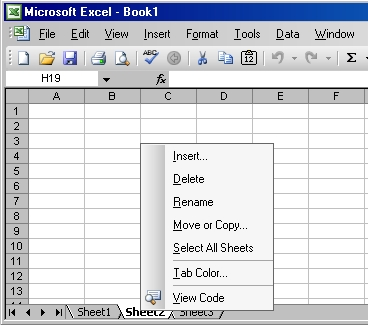 Microsoft Excel - Book1
File Edit View Insert Format Tools Data Window
ABC 12 Σ
H19 fx
A B C D E F
1
2
3
4
5
6
7
8
9
10
11
12
13
Insert...
Delete
Rename
Move or Copy...
Select All Sheets
Tab Color...
View Code
Sheet1 Sheet2 Sheet3